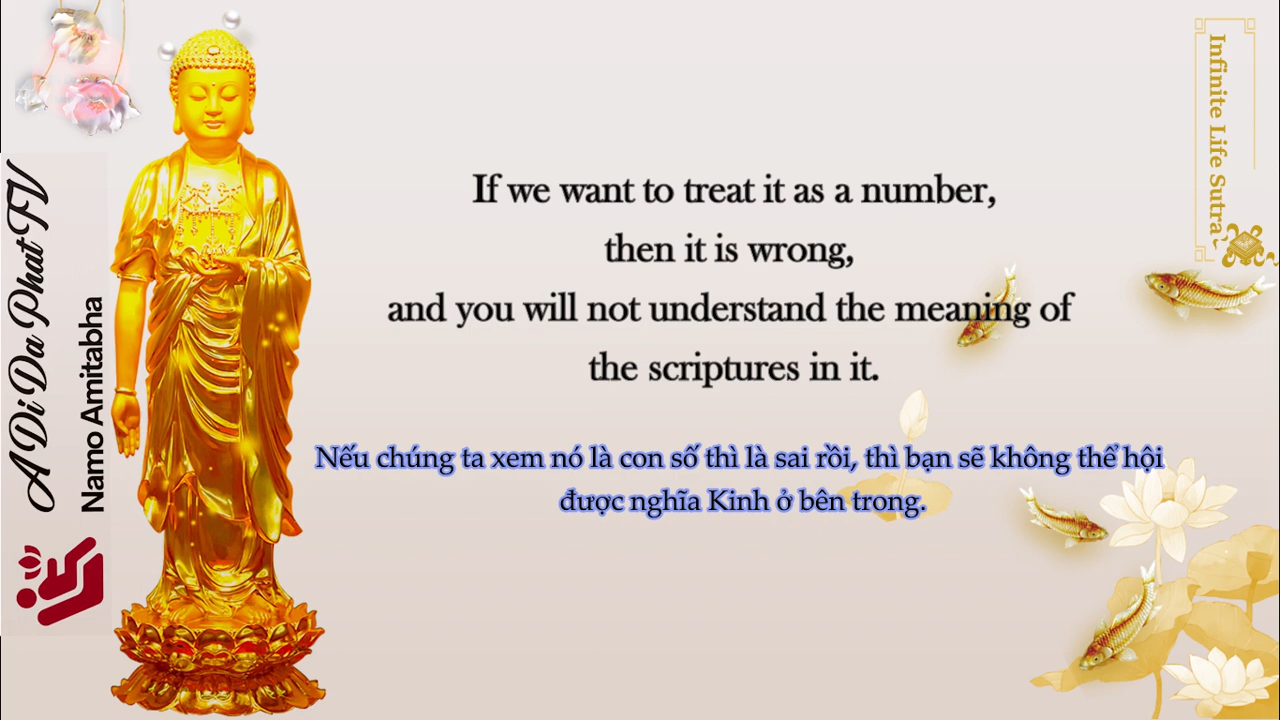 A Di Da Phat TV
Namo Amitabha
Infinite Life Sutra
If we want to treat it as a number,
then it is wrong,
and you will not understand the meaning of
the scriptures in it.
Nếu chúng ta xem nó là con số thì là sai rồi, thì bạn sẽ không thể hội
được nghĩa Kinh ở bên trong.